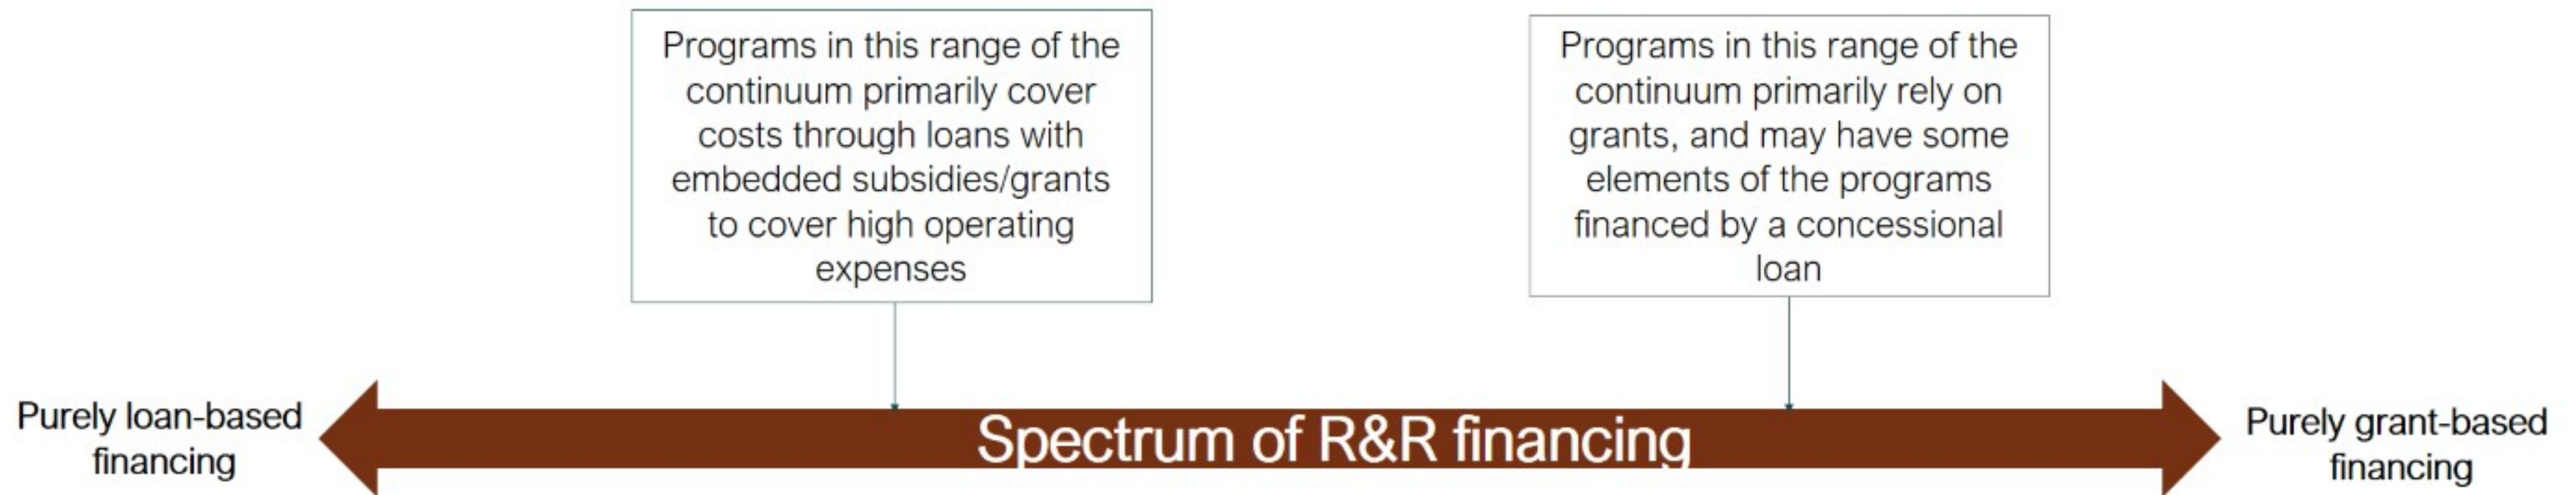 Programs in this range of the
continuum primarily cover
costs through loans with
embedded subsidies/grants
to cover high operating
expenses
Programs in this range of the
continuum primarily rely on
grants, and may have some
elements of the programs
financed by a concessional
loan
Purely loan-based
financing
Spectrum of R&R financing
Purely grant-based
financing